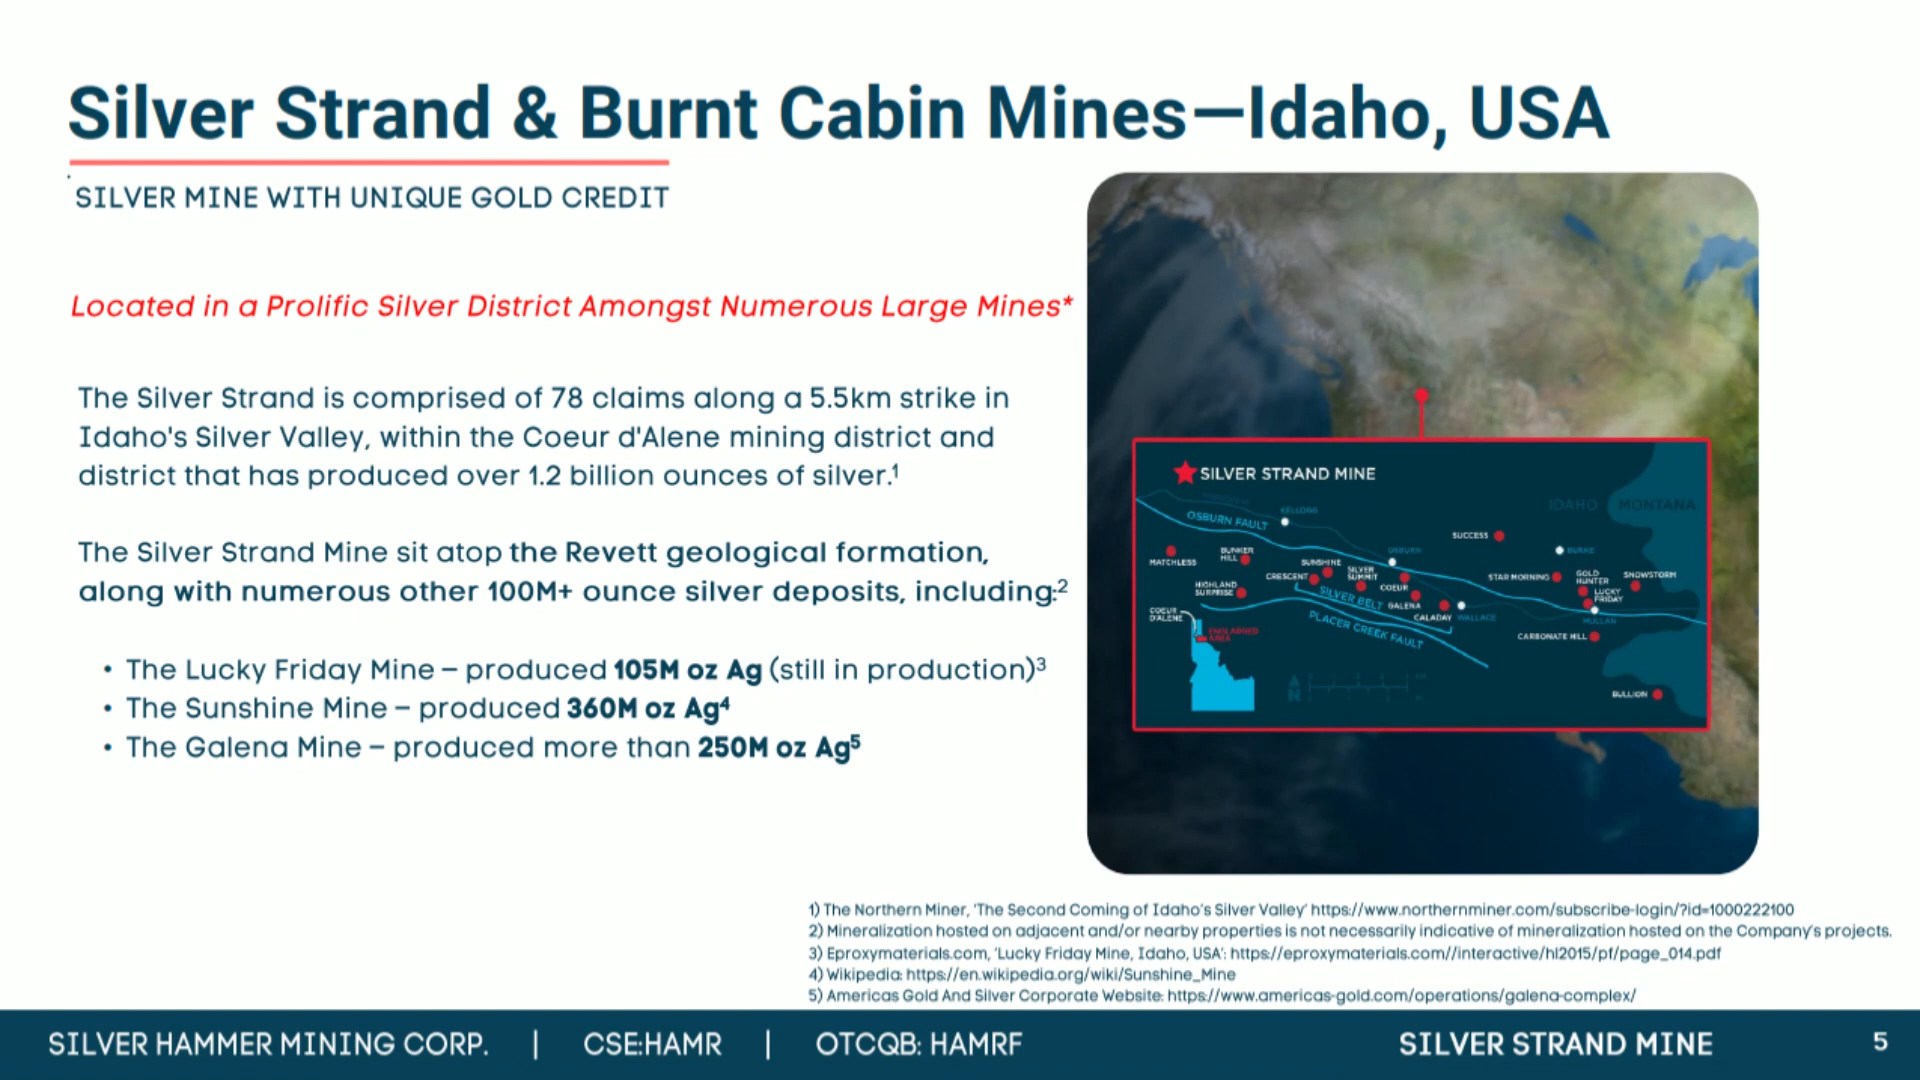 Silver Strand & Burnt Cabin Mines—Idaho, USA
SILVER MINE WITH UNIQUE GOLD CREDIT
Located in a Prolific Silver District Amongst Numerous Large Mines*
The Silver Strand is comprised of 78 claims along a 5.5km strike in
Idaho's Silver Valley, within the Coeur d'Alene mining district and
district that has produced over 1.2 billion ounces of silver.¹
The Silver Strand Mine sit atop the Revett geological formation,
along with numerous other 100M+ ounce silver deposits, including:²
• The Lucky Friday Mine – produced 105M oz Ag (still in production)³
• The Sunshine Mine – produced 360M oz Ag⁴
• The Galena Mine – produced more than 250M oz Ag⁵
SILVER STRAND MINE
IDAHO
MONTANA
KELLOGG
OSBURN FAULT
SUCCESS
MATCHLESS
BUNKER
HILL
OSBURN
BURKE
SUNSHINE
CRESCENT
SILVER
SUMMIT
COEUR
STAR MORNING
GOLD
HUNTER
SNOWSTORM
HIGHLAND
SURPRISE
SILVER BELT
GALENA
LUCKY
FRIDAY
COEUR
D'ALENE
CALADAY
WALLACE
MULLAN
PLACER CREEK FAULT
ENLARGED
AREA
CARBONATE HILL
BULLION
N
1) The Northern Miner, 'The Second Coming of Idaho's Silver Valley' https://www.northernminer.com/subscribe-login/?id=1000222100
2) Mineralization hosted on adjacent and/or nearby properties is not necessarily indicative of mineralization hosted on the Company's projects.
3) Eproxymaterials.com, 'Lucky Friday Mine, Idaho, USA': https://eproxymaterials.com//interactive/hl2015/pf/page_014.pdf
4) Wikipedia: https://en.wikipedia.org/wiki/Sunshine_Mine
5) Americas Gold And Silver Corporate Website: https://www.americas-gold.com/operations/galena-complex/
SILVER HAMMER MINING CORP. | CSE:HAMR | OTCQB: HAMRF
SILVER STRAND MINE 5